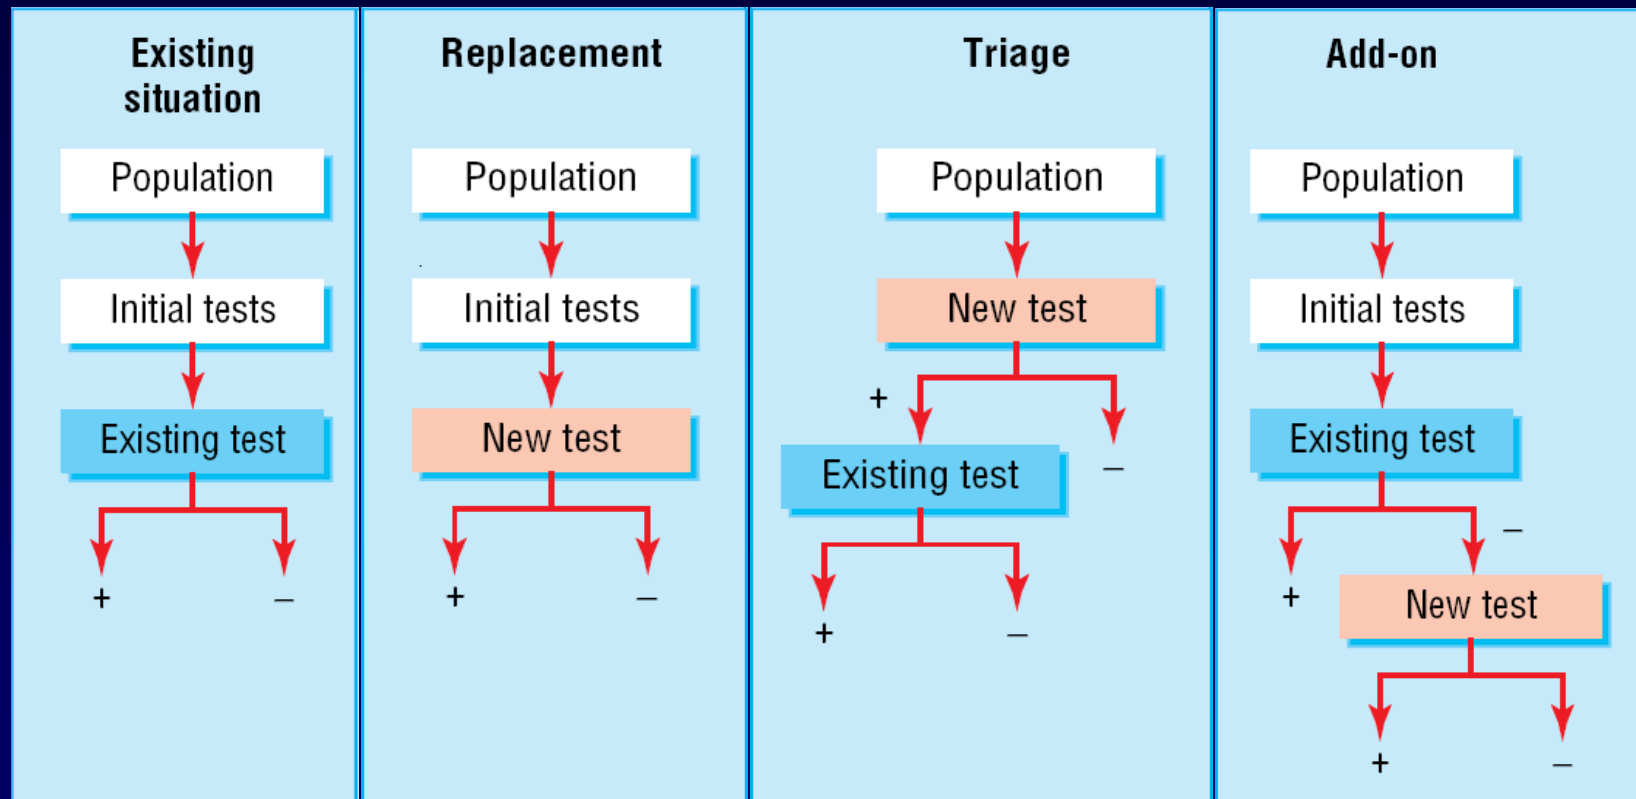 Existing
situation
Population
Initial tests
Existing test
+ −
Replacement
Population
Initial tests
New test
+ −
Triage
Population
New test
+
−
Existing test
+ −
Add-on
Population
Initial tests
Existing test
−
+
New test
+ −